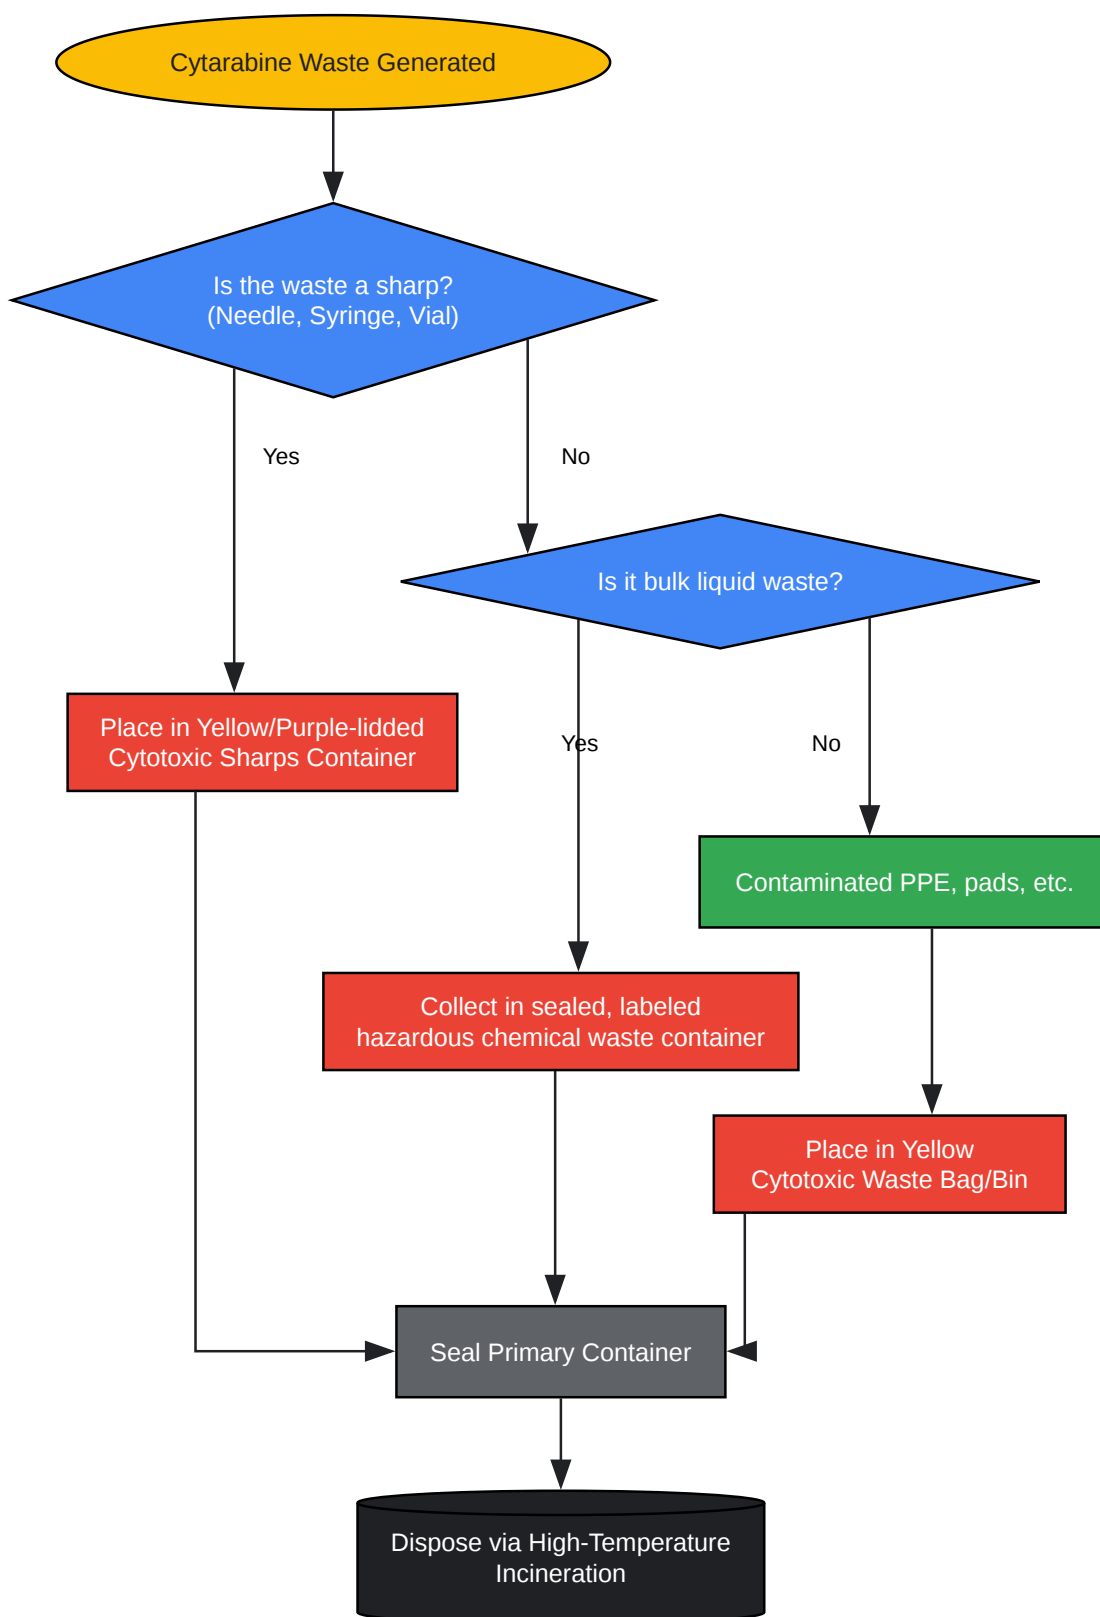 Cytarabine Waste Generated
Is the waste a sharp?
(Needle, Syringe, Vial)
Yes
No
Is it bulk liquid waste?
Place in Yellow/Purple-lidded
Cytotoxic Sharps Container
Yes
No
Contaminated PPE, pads, etc.
Collect in sealed, labeled
hazardous chemical waste container
Place in Yellow
Cytotoxic Waste Bag/Bin
Seal Primary Container
Dispose via High-Temperature
Incineration